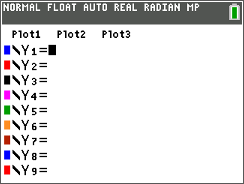 NORMAL FLOAT AUTO REAL RADIAN MP
Plot1 Plot2 Plot3
\Y1=
\Y2=
\Y3=
\Y4=
\Y5=
\Y6=
\Y7=
\Y8=
\Y9=